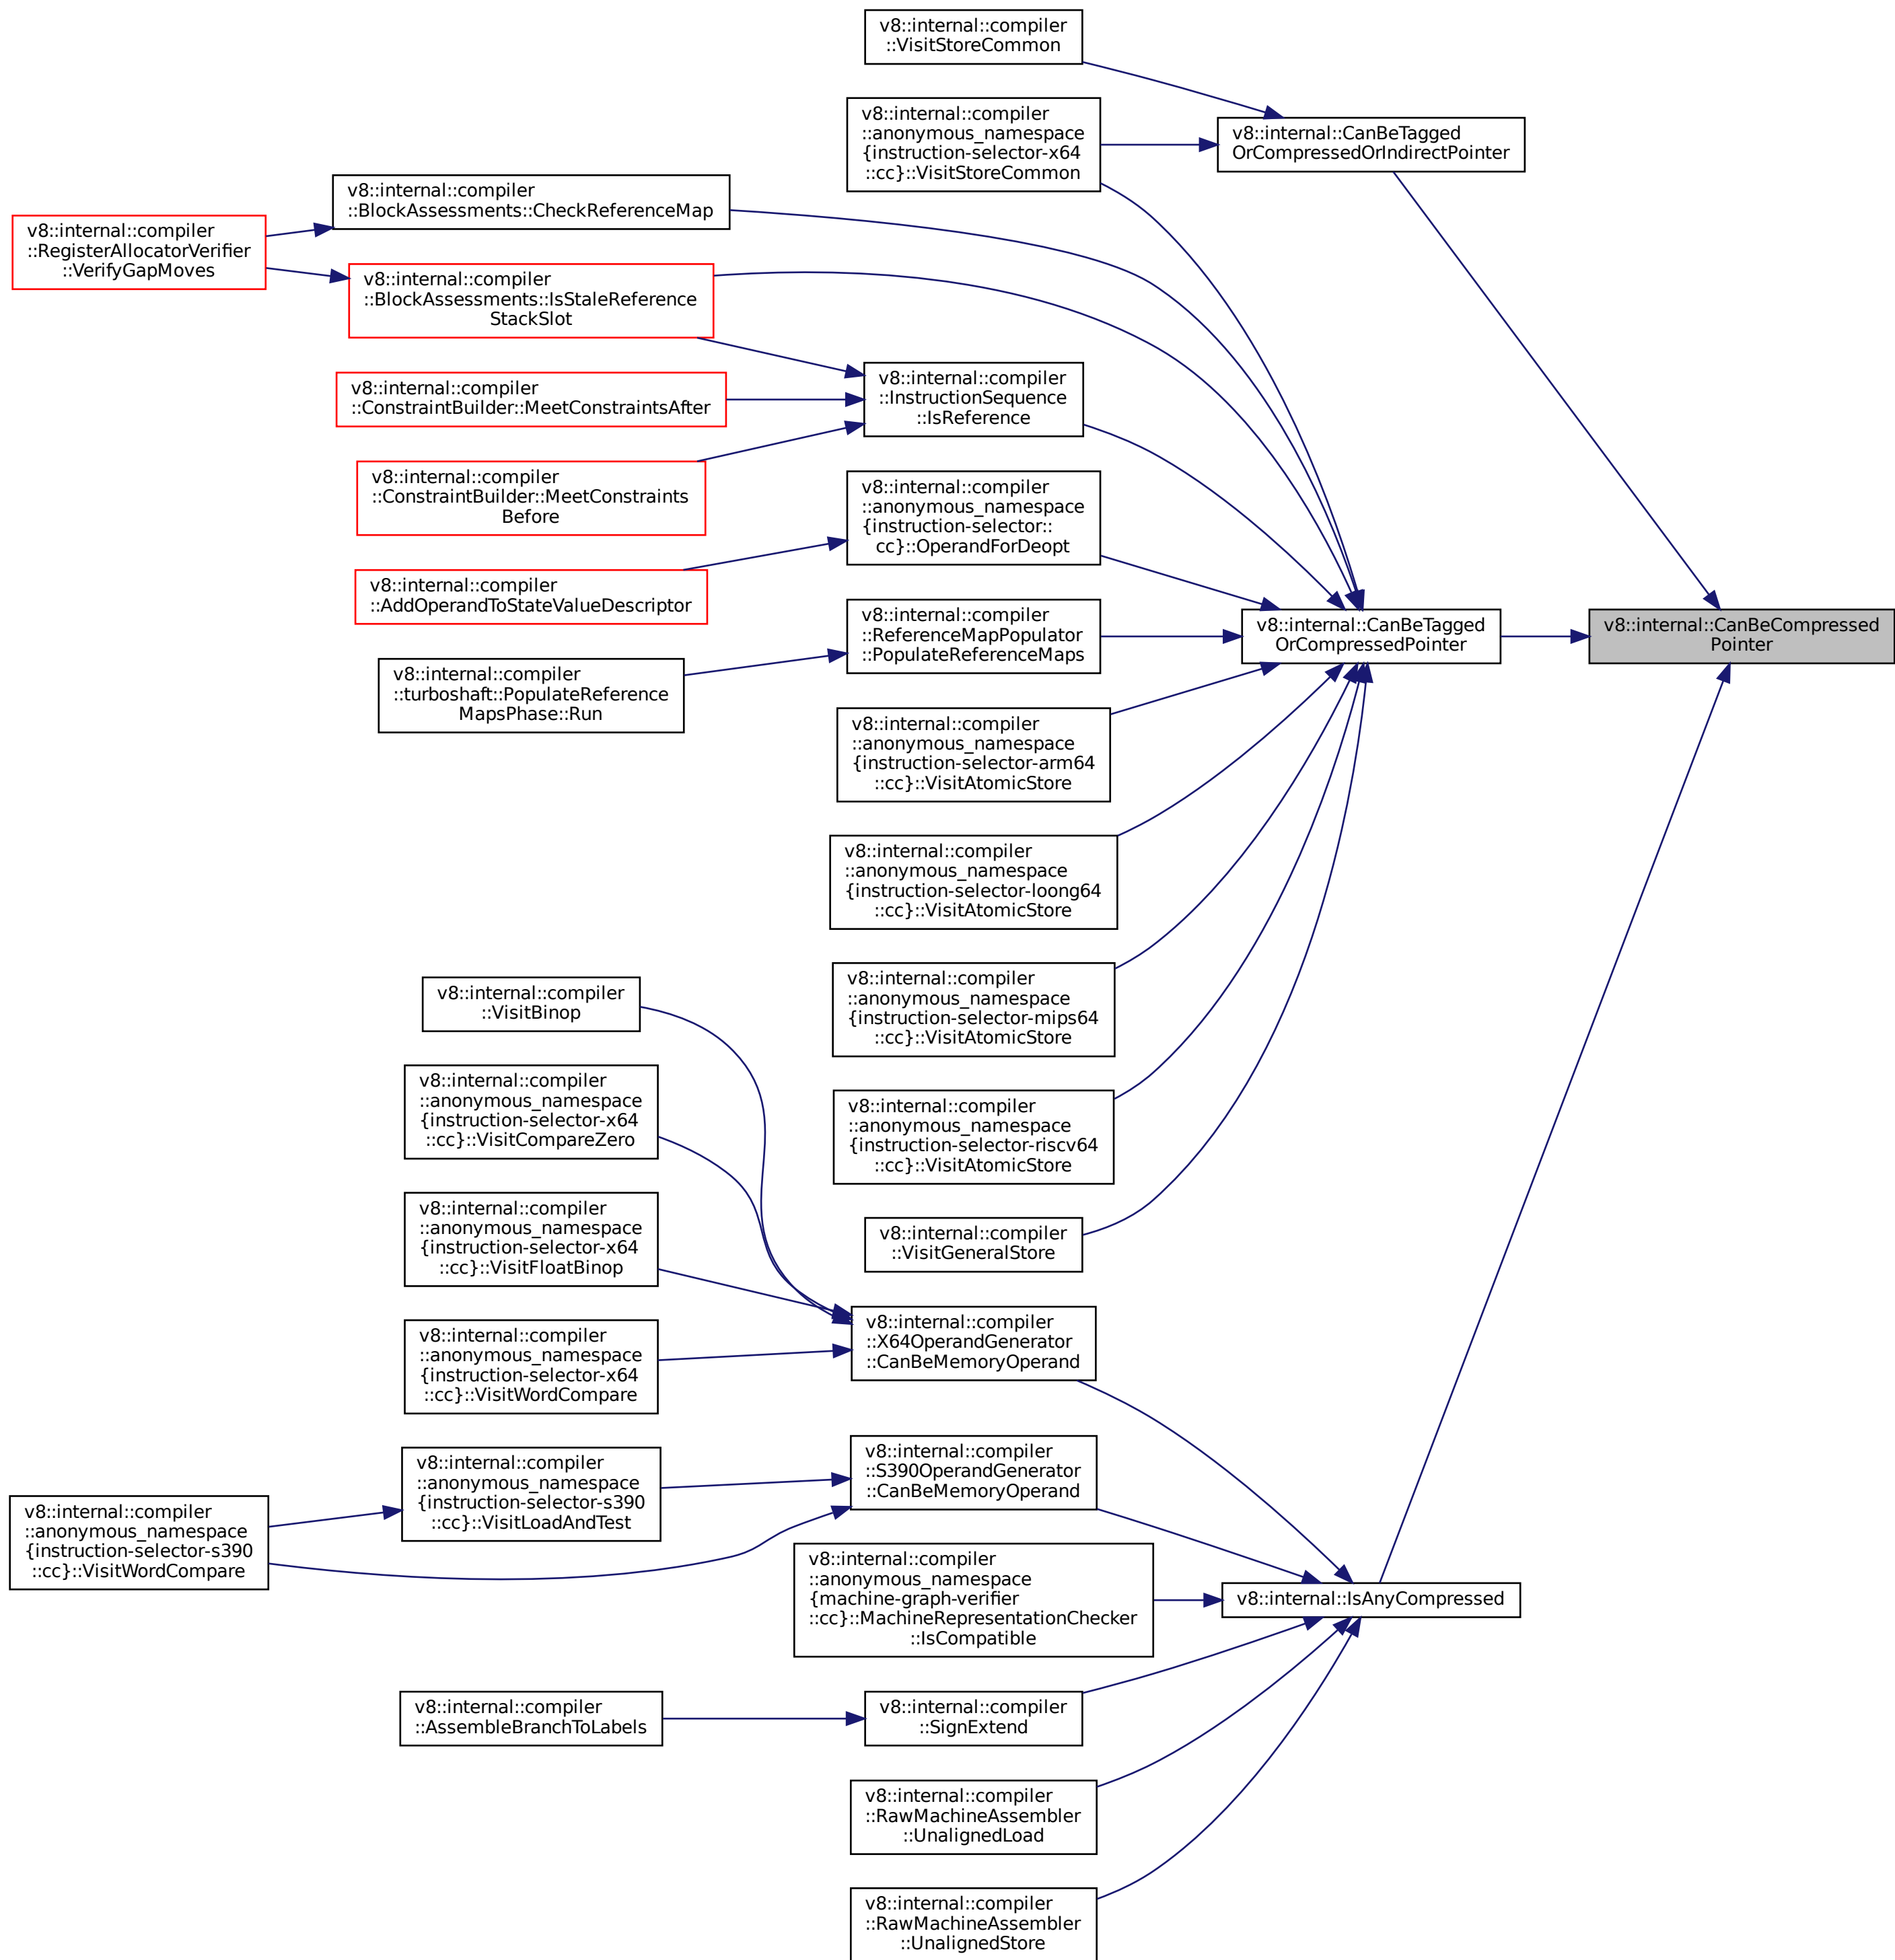 v8::internal::compiler
::VisitStoreCommon
v8::internal::compiler
::anonymous_namespace
{instruction-selector-x64
::cc}::VisitStoreCommon
v8::internal::CanBeTagged
OrCompressedOrIndirectPointer
v8::internal::compiler
::BlockAssessments::CheckReferenceMap
v8::internal::compiler
::RegisterAllocatorVerifier
::VerifyGapMoves
v8::internal::compiler
::BlockAssessments::IsStaleReference
StackSlot
v8::internal::compiler
::InstructionSequence
::IsReference
v8::internal::compiler
::ConstraintBuilder::MeetConstraintsAfter
v8::internal::compiler
::ConstraintBuilder::MeetConstraints
Before
v8::internal::compiler
::anonymous_namespace
{instruction-selector::
cc}::OperandForDeopt
v8::internal::compiler
::AddOperandToStateValueDescriptor
v8::internal::compiler
::ReferenceMapPopulator
::PopulateReferenceMaps
v8::internal::CanBeTagged
OrCompressedPointer
v8::internal::CanBeCompressed
Pointer
v8::internal::compiler
::turboshaft::PopulateReference
MapsPhase::Run
v8::internal::compiler
::anonymous_namespace
{instruction-selector-arm64
::cc}::VisitAtomicStore
v8::internal::compiler
::anonymous_namespace
{instruction-selector-loong64
::cc}::VisitAtomicStore
v8::internal::compiler
::anonymous_namespace
{instruction-selector-mips64
::cc}::VisitAtomicStore
v8::internal::compiler
::VisitBinop
v8::internal::compiler
::anonymous_namespace
{instruction-selector-x64
::cc}::VisitCompareZero
v8::internal::compiler
::anonymous_namespace
{instruction-selector-riscv64
::cc}::VisitAtomicStore
v8::internal::compiler
::anonymous_namespace
{instruction-selector-x64
::cc}::VisitFloatBinop
v8::internal::compiler
::VisitGeneralStore
v8::internal::compiler
::X64OperandGenerator
::CanBeMemoryOperand
v8::internal::compiler
::anonymous_namespace
{instruction-selector-x64
::cc}::VisitWordCompare
v8::internal::compiler
::S390OperandGenerator
::CanBeMemoryOperand
v8::internal::compiler
::anonymous_namespace
{instruction-selector-s390
::cc}::VisitLoadAndTest
v8::internal::compiler
::anonymous_namespace
{instruction-selector-s390
::cc}::VisitWordCompare
v8::internal::compiler
::anonymous_namespace
{machine-graph-verifier
::cc}::MachineRepresentationChecker
::IsCompatible
v8::internal::IsAnyCompressed
v8::internal::compiler
::SignExtend
v8::internal::compiler
::AssembleBranchToLabels
v8::internal::compiler
::RawMachineAssembler
::UnalignedLoad
v8::internal::compiler
::RawMachineAssembler
::UnalignedStore